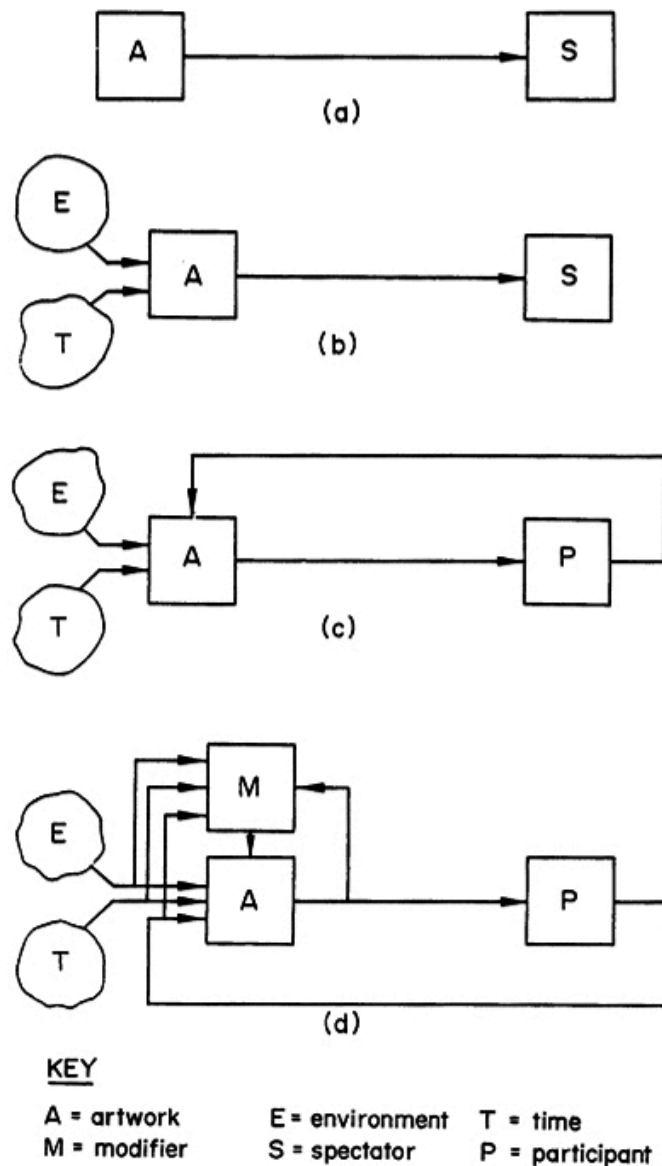 A S
(a)
E
A S
T
(b)
E
A P
T
(c)
M
E
A P
T
(d)
KEY
A = artwork E = environment T = time
M = modifier S = spectator P = participant